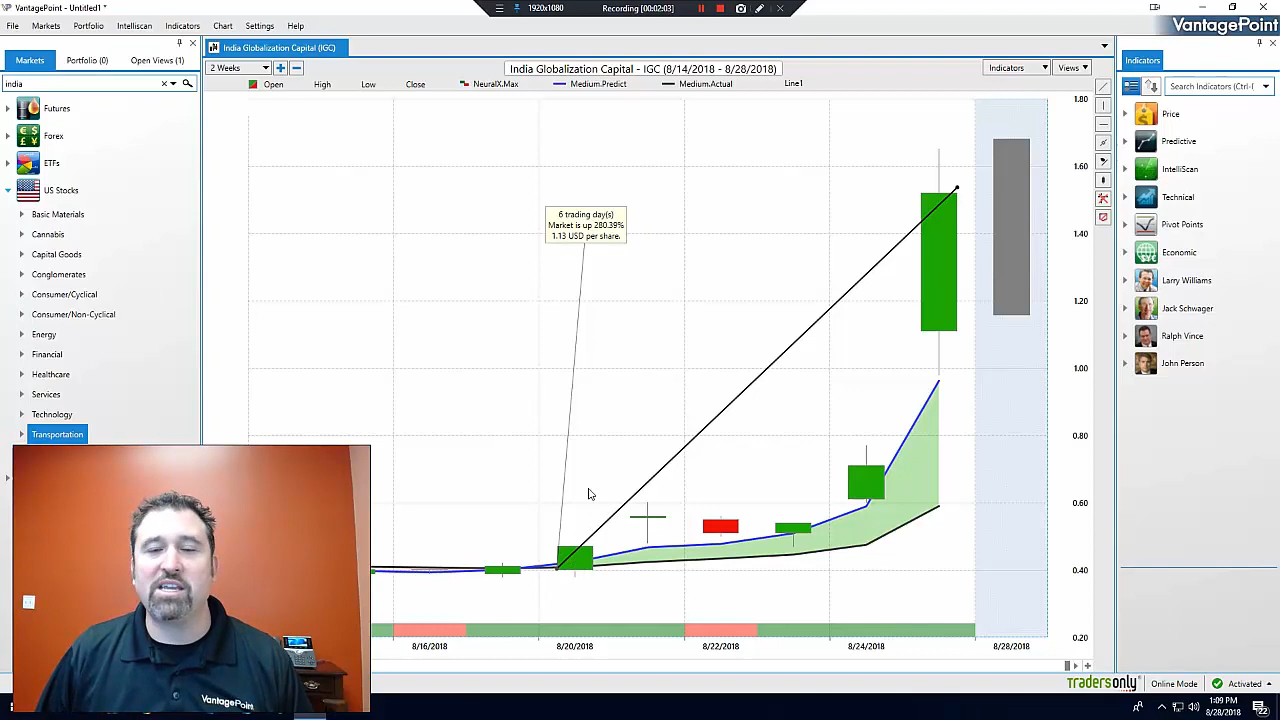 VantagePoint - Untitled1 *
1920x1080
Recording [00:02:03]
File Markets Portfolio Intelliscan Indicators Chart Settings Help
VantagePoint
India Globalization Capital (IGC)
Markets Portfolio (0) Open Views (1)
india
Futures
Forex
ETFs
US Stocks
Basic Materials
Cannabis
Capital Goods
Conglomerates
Consumer/Cyclical
Consumer/Non-Cyclical
Energy
Financial
Healthcare
Services
Technology
Transportation
2 Weeks
India Globalization Capital - IGC (8/14/2018 - 8/28/2018)
Indicators
Views
Open High Low Close NeuralX.Max Medium.Predict Medium.Actual Line1
6 trading day(s)
Market is up 280.39%
1.13 USD per share.
1.80
1.60
1.40
1.20
1.00
0.80
0.60
0.40
0.20
8/16/2018 8/20/2018 8/22/2018 8/24/2018 8/28/2018
Indicators
Search Indicators (Ctrl-(
Price
Predictive
IntelliScan
Technical
Pivot Points
Economic
Larry Williams
Jack Schwager
Ralph Vince
John Person
VantagePoint
tradersonly
Online Mode
Activated
1:09 PM
8/28/2018
22